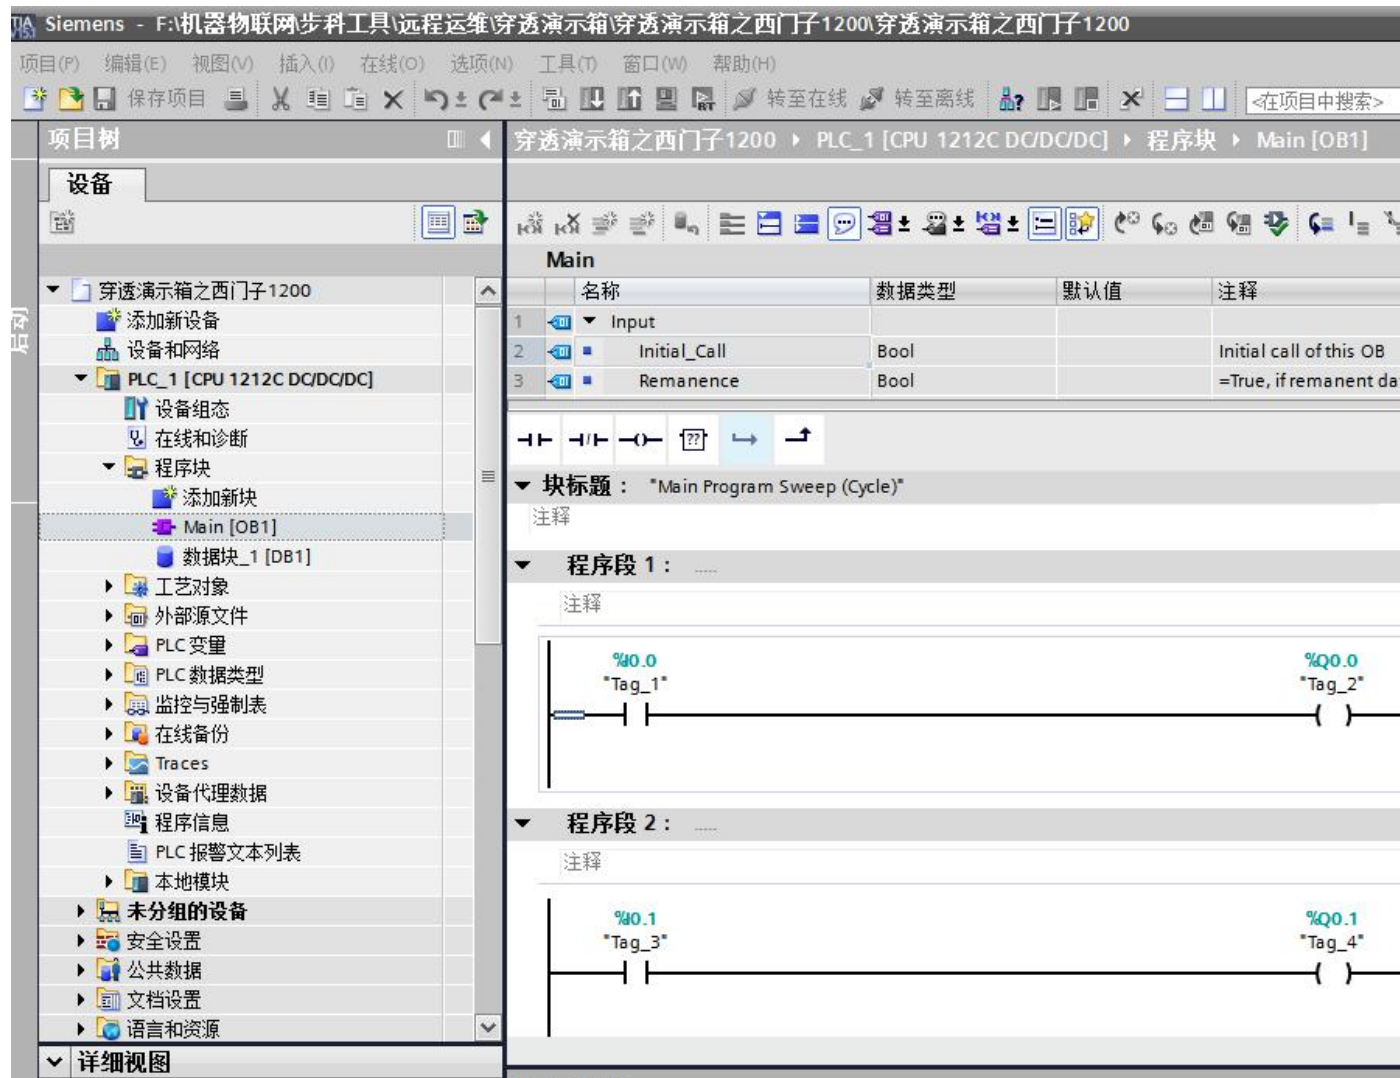 Siemens - F:\机器物联网\步科工具\远程运维\穿透演示箱\穿透演示箱之西门子1200\穿透演示箱之西门子1200
项目(P) 编辑(E) 视图(V) 插入(I) 在线(O) 选项(N) 工具(T) 窗口(W) 帮助(H)
保存项目 转至在线 转至离线 <在项目中搜索>
项目树
穿透演示箱之西门子1200 PLC_1 [CPU 1212C DC/DC/DC] 程序块 Main [OB1]
设备
启动
穿透演示箱之西门子1200
添加新设备
设备和网络
PLC_1 [CPU 1212C DC/DC/DC]
设备组态
在线和诊断
程序块
添加新块
Main [OB1]
数据块_1 [DB1]
工艺对象
外部源文件
PLC 变量
PLC 数据类型
监控与强制表
在线备份
Traces
设备代理数据
程序信息
PLC 报警文本列表
本地模块
未分组的设备
安全设置
公共数据
文档设置
语言和资源
详细视图
Main
名称 数据类型 默认值 注释
1 Input
2 Initial_Call Bool Initial call of this OB
3 Remanence Bool =True, if remanent da
??
块标题： "Main Program Sweep (Cycle)"
注释
程序段 1： .....
注释
%I0.0 %Q0.0
"Tag_1" "Tag_2"
程序段 2： .....
注释
%I0.1 %Q0.1
"Tag_3" "Tag_4"